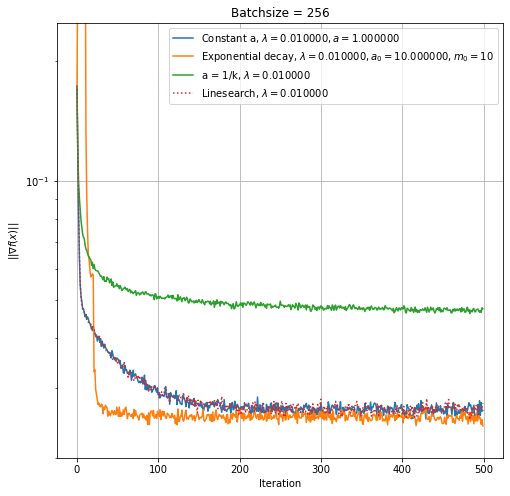 Batchsize = 256
Constant a, λ = 0.010000, a = 1.000000
Exponential decay, λ = 0.010000, a₀ = 10.000000, m₀ = 10
a = 1/k, λ = 0.010000
Linesearch, λ = 0.010000
10⁻¹
||∇f(x)||
0 100 200 300 400 500
Iteration